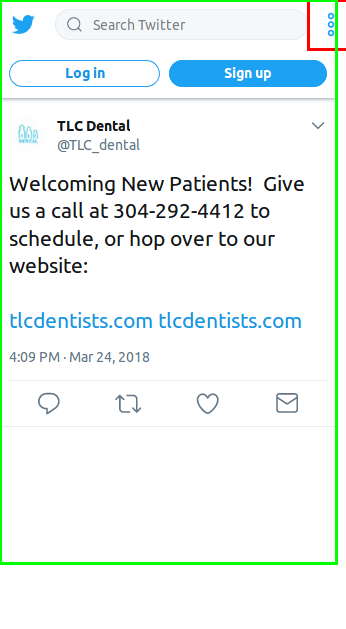 Search Twitter
Log in
Sign up
TLC Dental
@TLC_dental
Welcoming New Patients!  Give
us a call at 304-292-4412 to
schedule, or hop over to our
website:
tlcdentists.com tlcdentists.com
4:09 PM · Mar 24, 2018